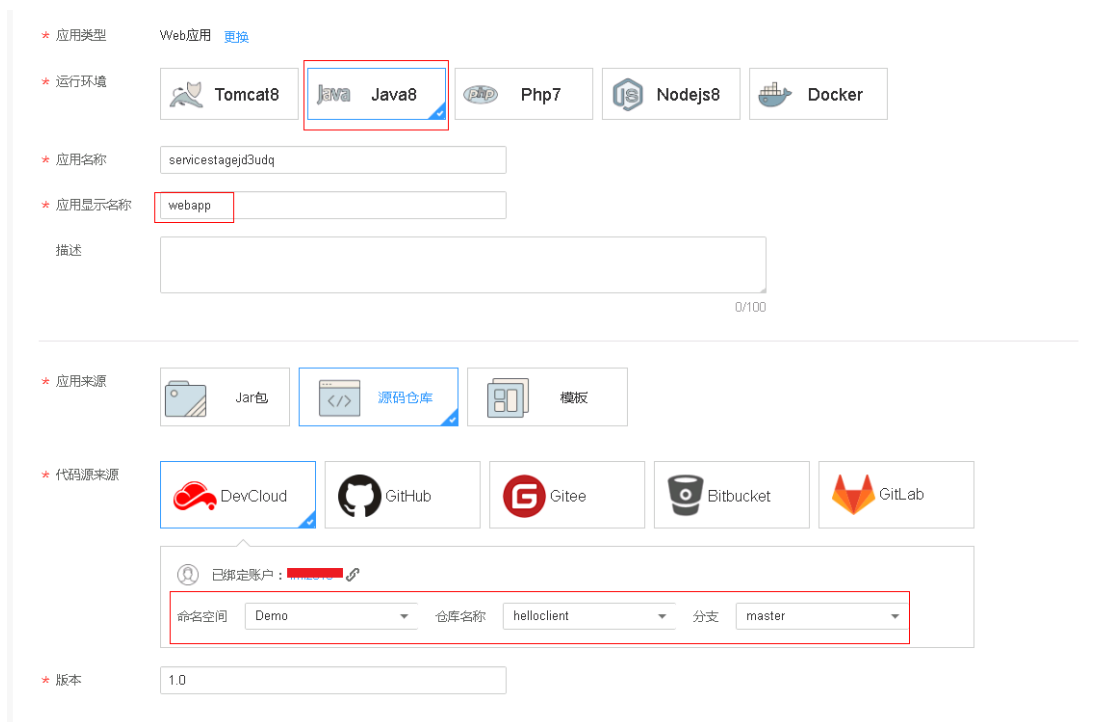 * 应用类型 Web应用 更换
* 运行环境 Tomcat8 Java Java8 php Php7 JS Nodejs8 Docker
* 应用名称 servicestagejd3udq
* 应用显示名称 webapp
描述
0/100
* 应用来源 Jar包 </> 源码仓库 模板
* 代码源来源 DevCloud GitHub G Gitee Bitbucket GitLab
已绑定账户：
命名空间 Demo 仓库名称 helloclient 分支 master
* 版本 1.0